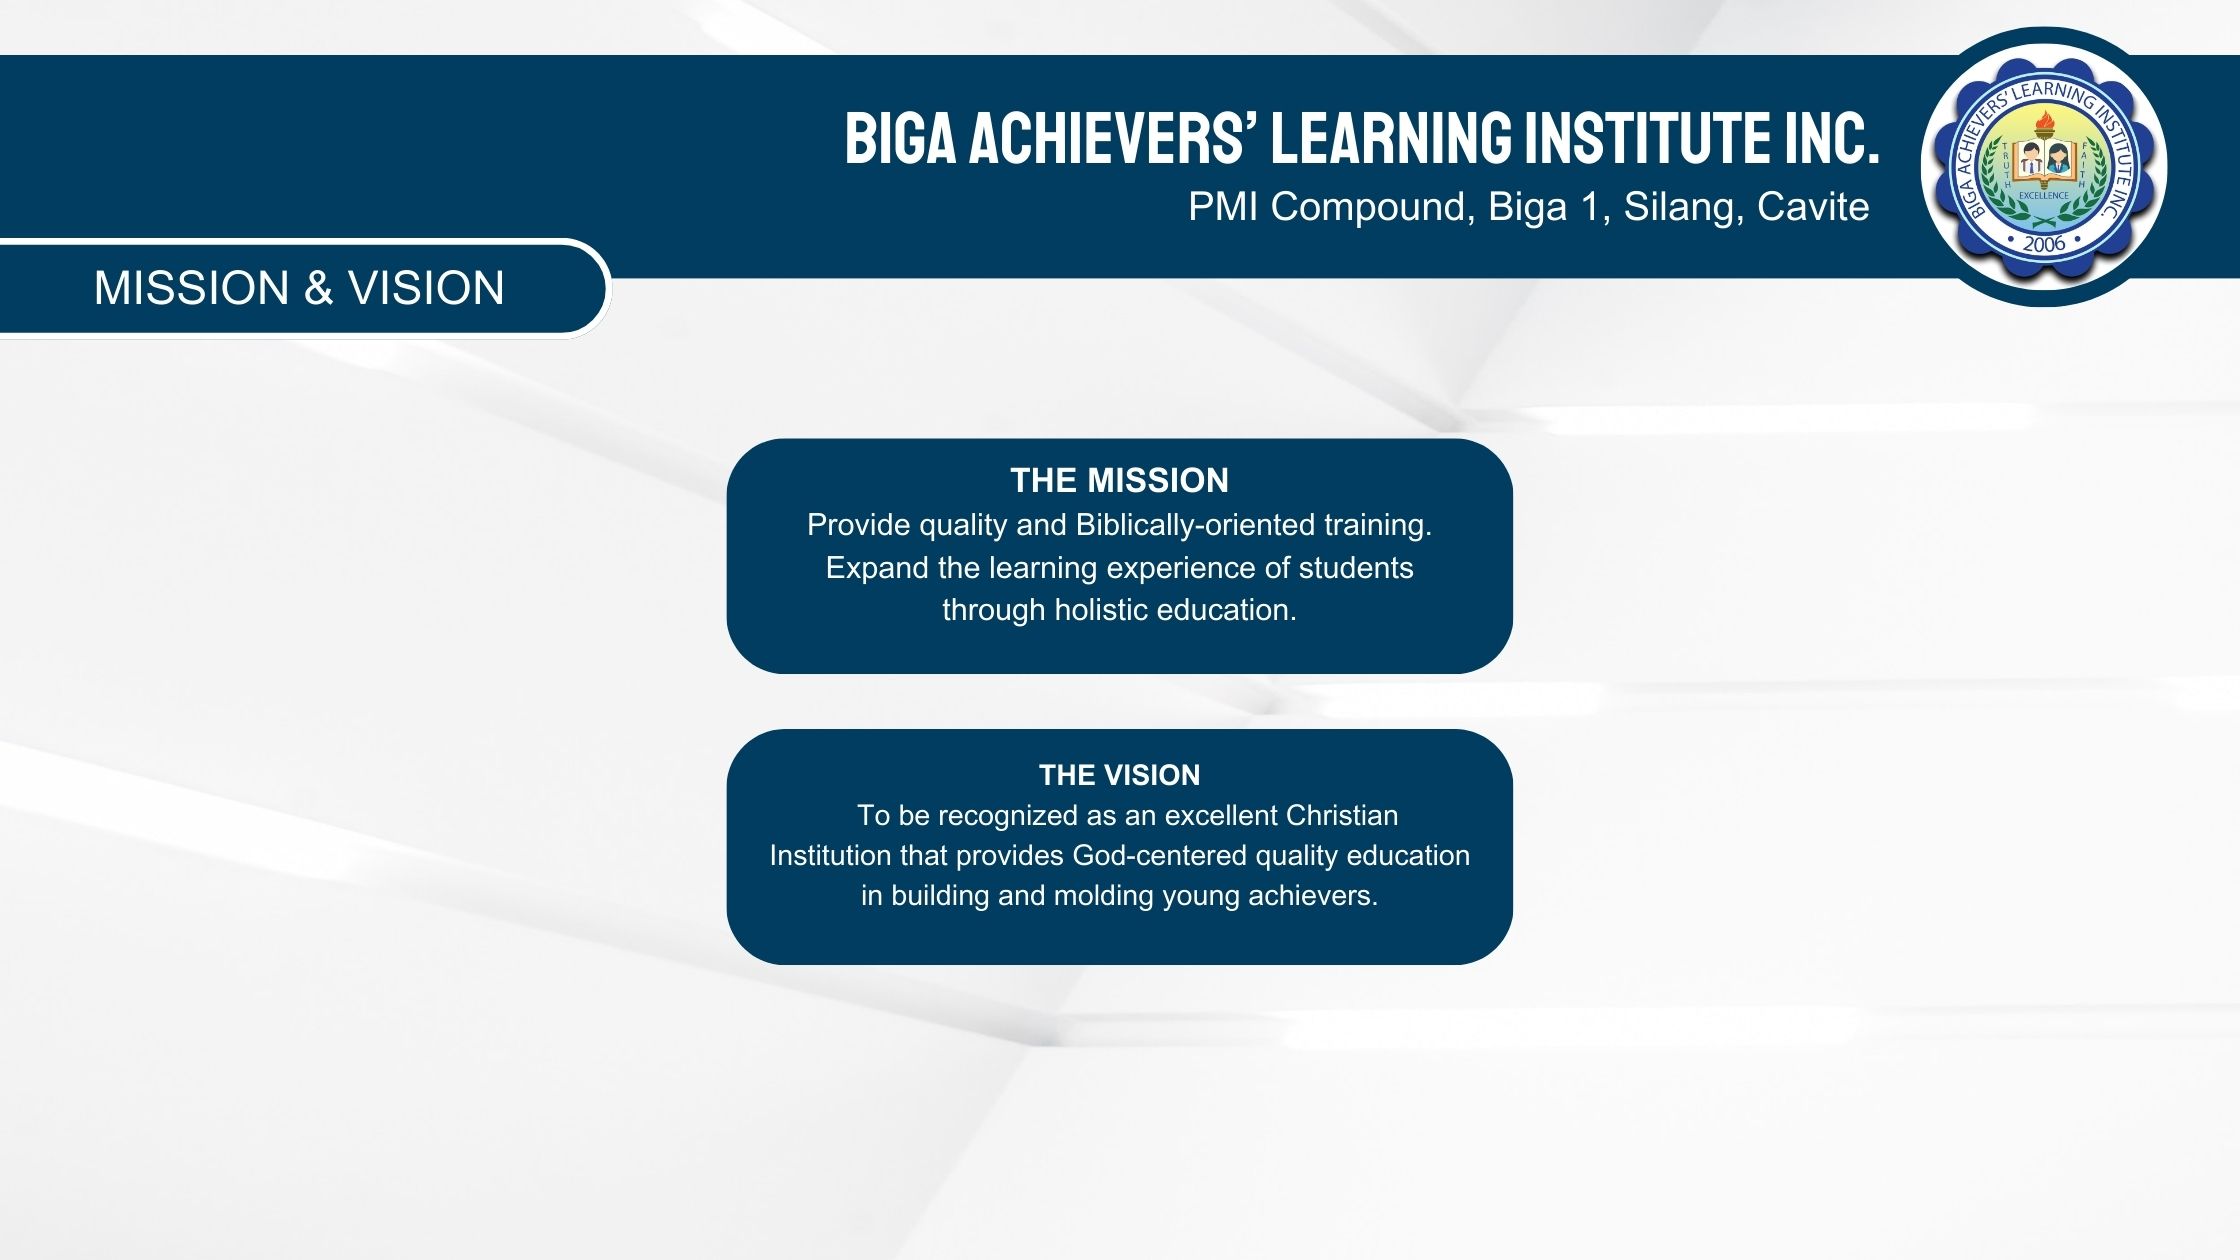 BIGA ACHIEVERS’ LEARNING INSTITUTE INC.
PMI Compound, Biga 1, Silang, Cavite
BIGA ACHIEVERS' LEARNING INSTITUTE INC.
TRUTH
FAITH
EXCELLENCE
• 2006 •
MISSION & VISION
THE MISSION
Provide quality and Biblically-oriented training.
Expand the learning experience of students
through holistic education.
THE VISION
To be recognized as an excellent Christian
Institution that provides God-centered quality education
in building and molding young achievers.